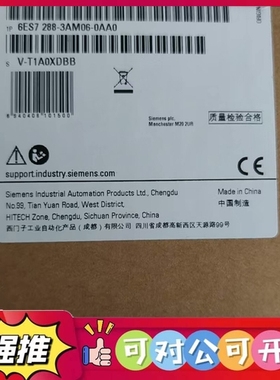 1P 6ES7 288-3AM06-0AA0
S V-T1A0XDBB
质量检验合格
Siemens plc,
Manchester M20 2UR
support.industry.siemens.com
CE
Siemens Industrial Automation Products Ltd., Chengdu
No.99, Tian Yuan Road, West District,
HITECH Zone, Chengdu, Sichuan Province, China
西门子工业自动化产品（成都）有限公司 四川省成都高新西区天源路99号
Made in China
中国制造
强推
可对公可开